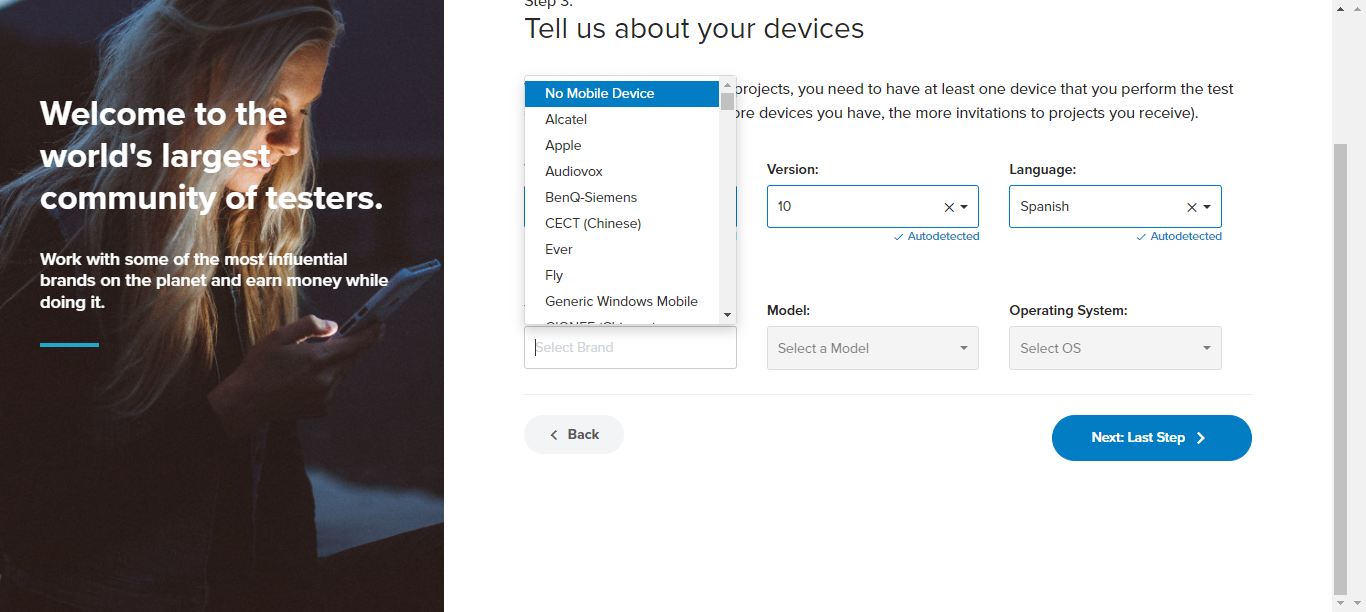 Welcome to the
world's largest
community of testers.
Work with some of the most influential
brands on the planet and earn money while
doing it.
Step 3:
Tell us about your devices
projects, you need to have at least one device that you perform the test
ore devices you have, the more invitations to projects you receive).
No Mobile Device
Alcatel
Apple
Audiovox
BenQ-Siemens
CECT (Chinese)
Ever
Fly
Generic Windows Mobile
Version:
10
Autodetected
Language:
Spanish
Autodetected
Select Brand
Model:
Select a Model
Operating System:
Select OS
Back
Next: Last Step